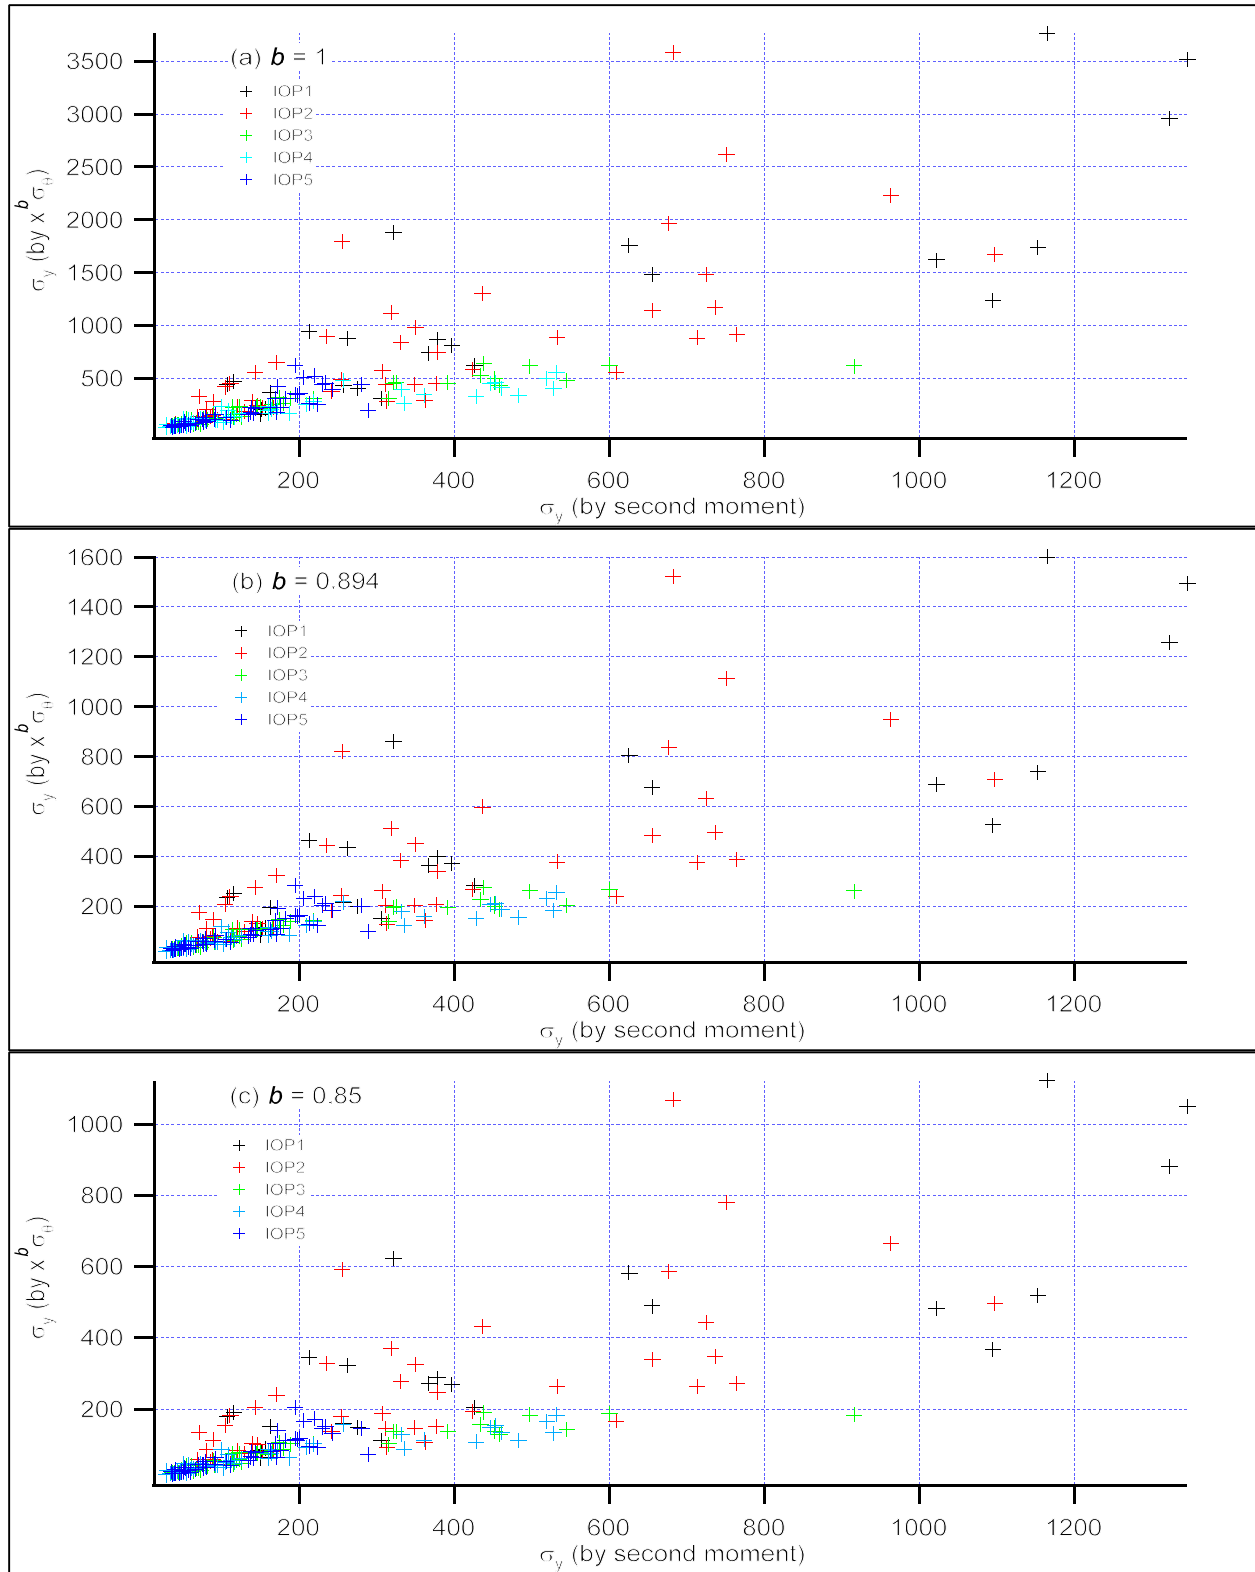 (a) b = 1
IOP1
IOP2
IOP3
IOP4
IOP5
3500
3000
2500
2000
1500
1000
500
σy (by x^b σθ)
200 400 600 800 1000 1200
σy (by second moment)
(b) b = 0.894
IOP1
IOP2
IOP3
IOP4
IOP5
1600
1400
1200
1000
800
600
400
200
σy (by x^b σθ)
200 400 600 800 1000 1200
σy (by second moment)
(c) b = 0.85
IOP1
IOP2
IOP3
IOP4
IOP5
1000
800
600
400
200
σy (by x^b σθ)
200 400 600 800 1000 1200
σy (by second moment)